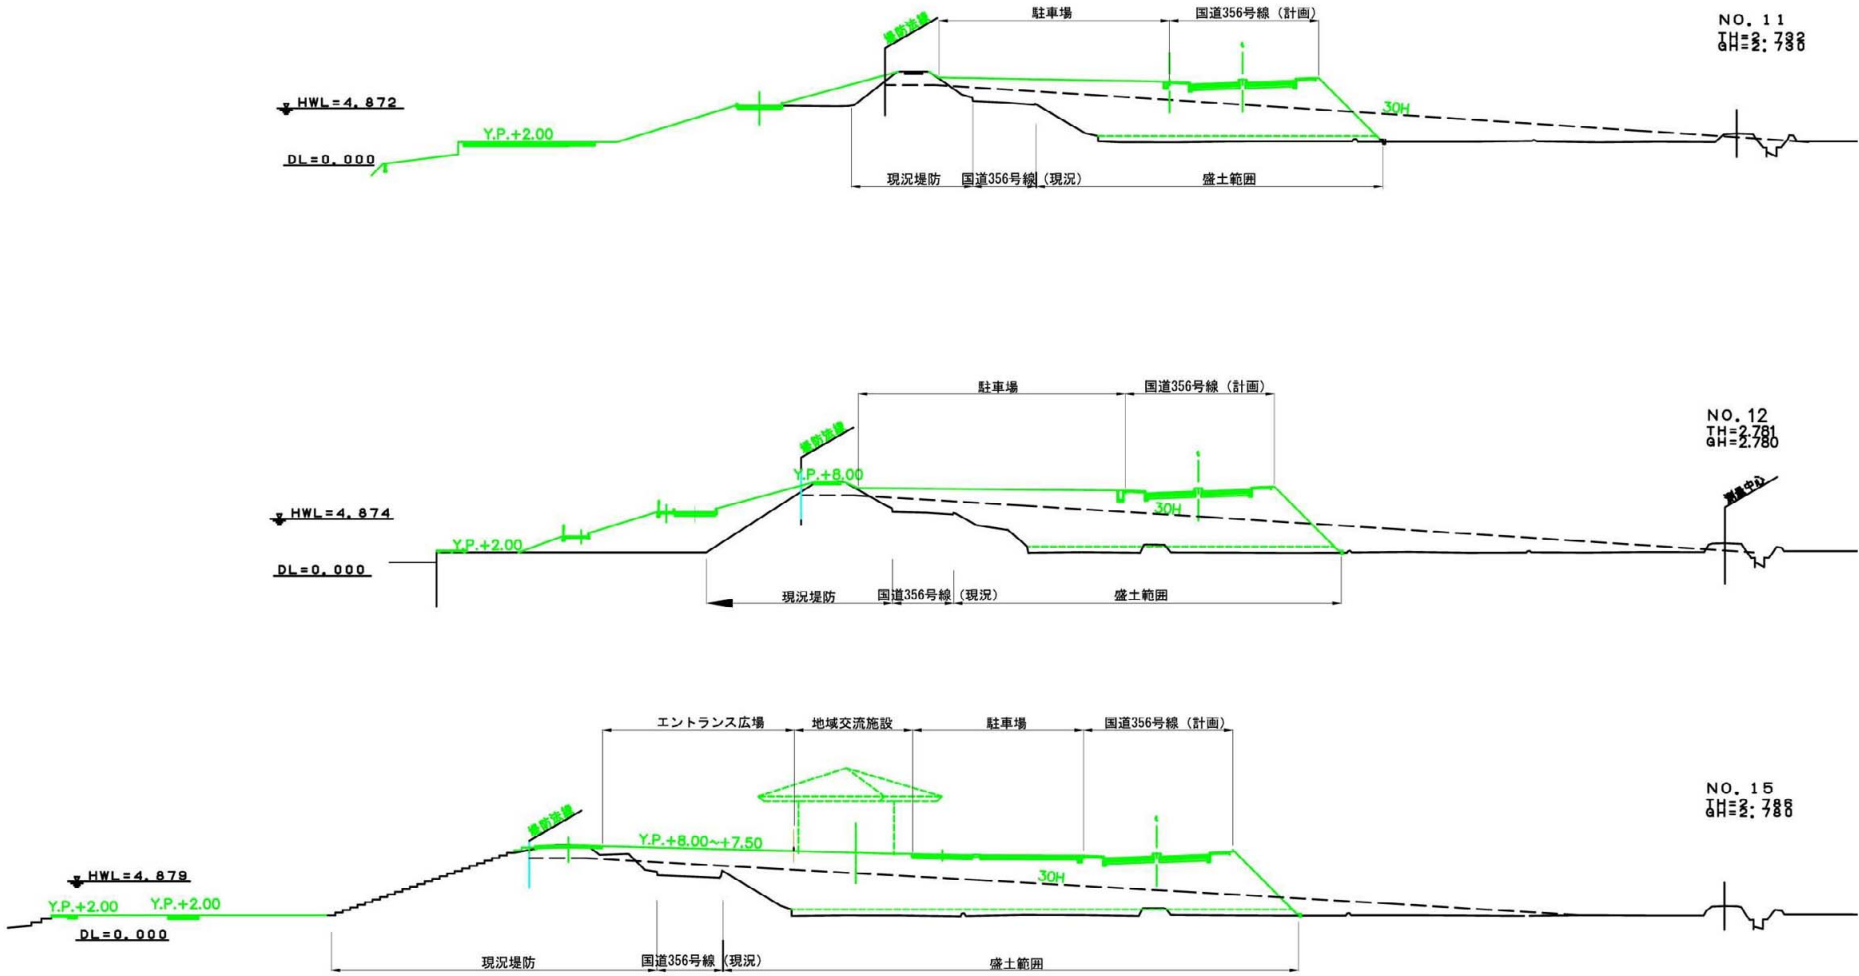 駐車場
国道356号線（計画）
NO. 11
TH=2.792
GH=2.730
堤防法線
HWL=4.872
30H
Y.P.+2.00
DL=0.000
現況堤防
国道356号線（現況）
盛土範囲
駐車場
国道356号線（計画）
NO. 12
TH=2.781
GH=2.780
堤防法線
Y.P.+8.00
測量中心
HWL=4.874
30H
Y.P.+2.00
DL=0.000
現況堤防
国道356号線（現況）
盛土範囲
エントランス広場
地域交流施設
駐車場
国道356号線（計画）
NO. 15
TH=2.786
GH=2.780
堤防法線
Y.P.+8.00~+7.50
HWL=4.879
30H
Y.P.+2.00
Y.P.+2.00
DL=0.000
現況堤防
国道356号線（現況）
盛土範囲